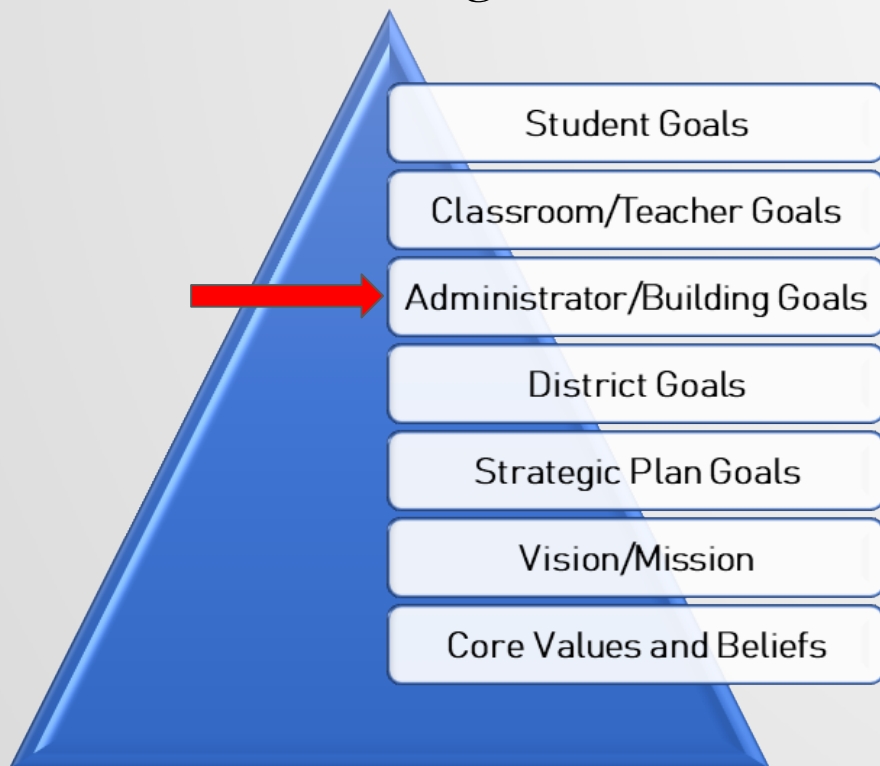 Student Goals
Classroom/Teacher Goals
Administrator/Building Goals
District Goals
Strategic Plan Goals
Vision/Mission
Core Values and Beliefs